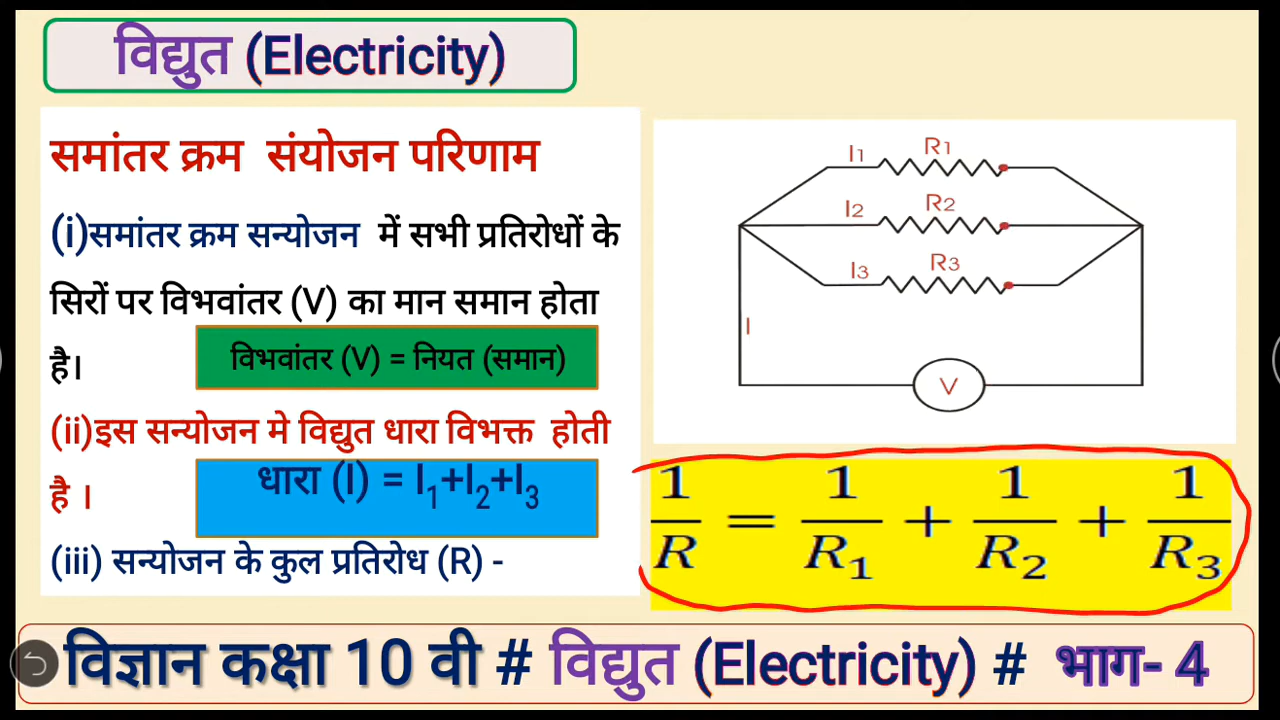 विद्युत (Electricity)
समांतर क्रम संयोजन परिणाम
(i)समांतर क्रम सन्योजन में सभी प्रतिरोधों के
सिरों पर विभवांतर (V) का मान समान होता
है।
विभवांतर (V) = नियत (समान)
(ii)इस सन्योजन मे विद्युत धारा विभक्त होती
है ।
धारा (I) = I₁+I₂+I₃
(iii) सन्योजन के कुल प्रतिरोध (R) -
I1 R1
I2 R2
I3 R3
I
V
1/R = 1/R₁ + 1/R₂ + 1/R₃
विज्ञान कक्षा 10 वी # विद्युत (Electricity) # भाग- 4